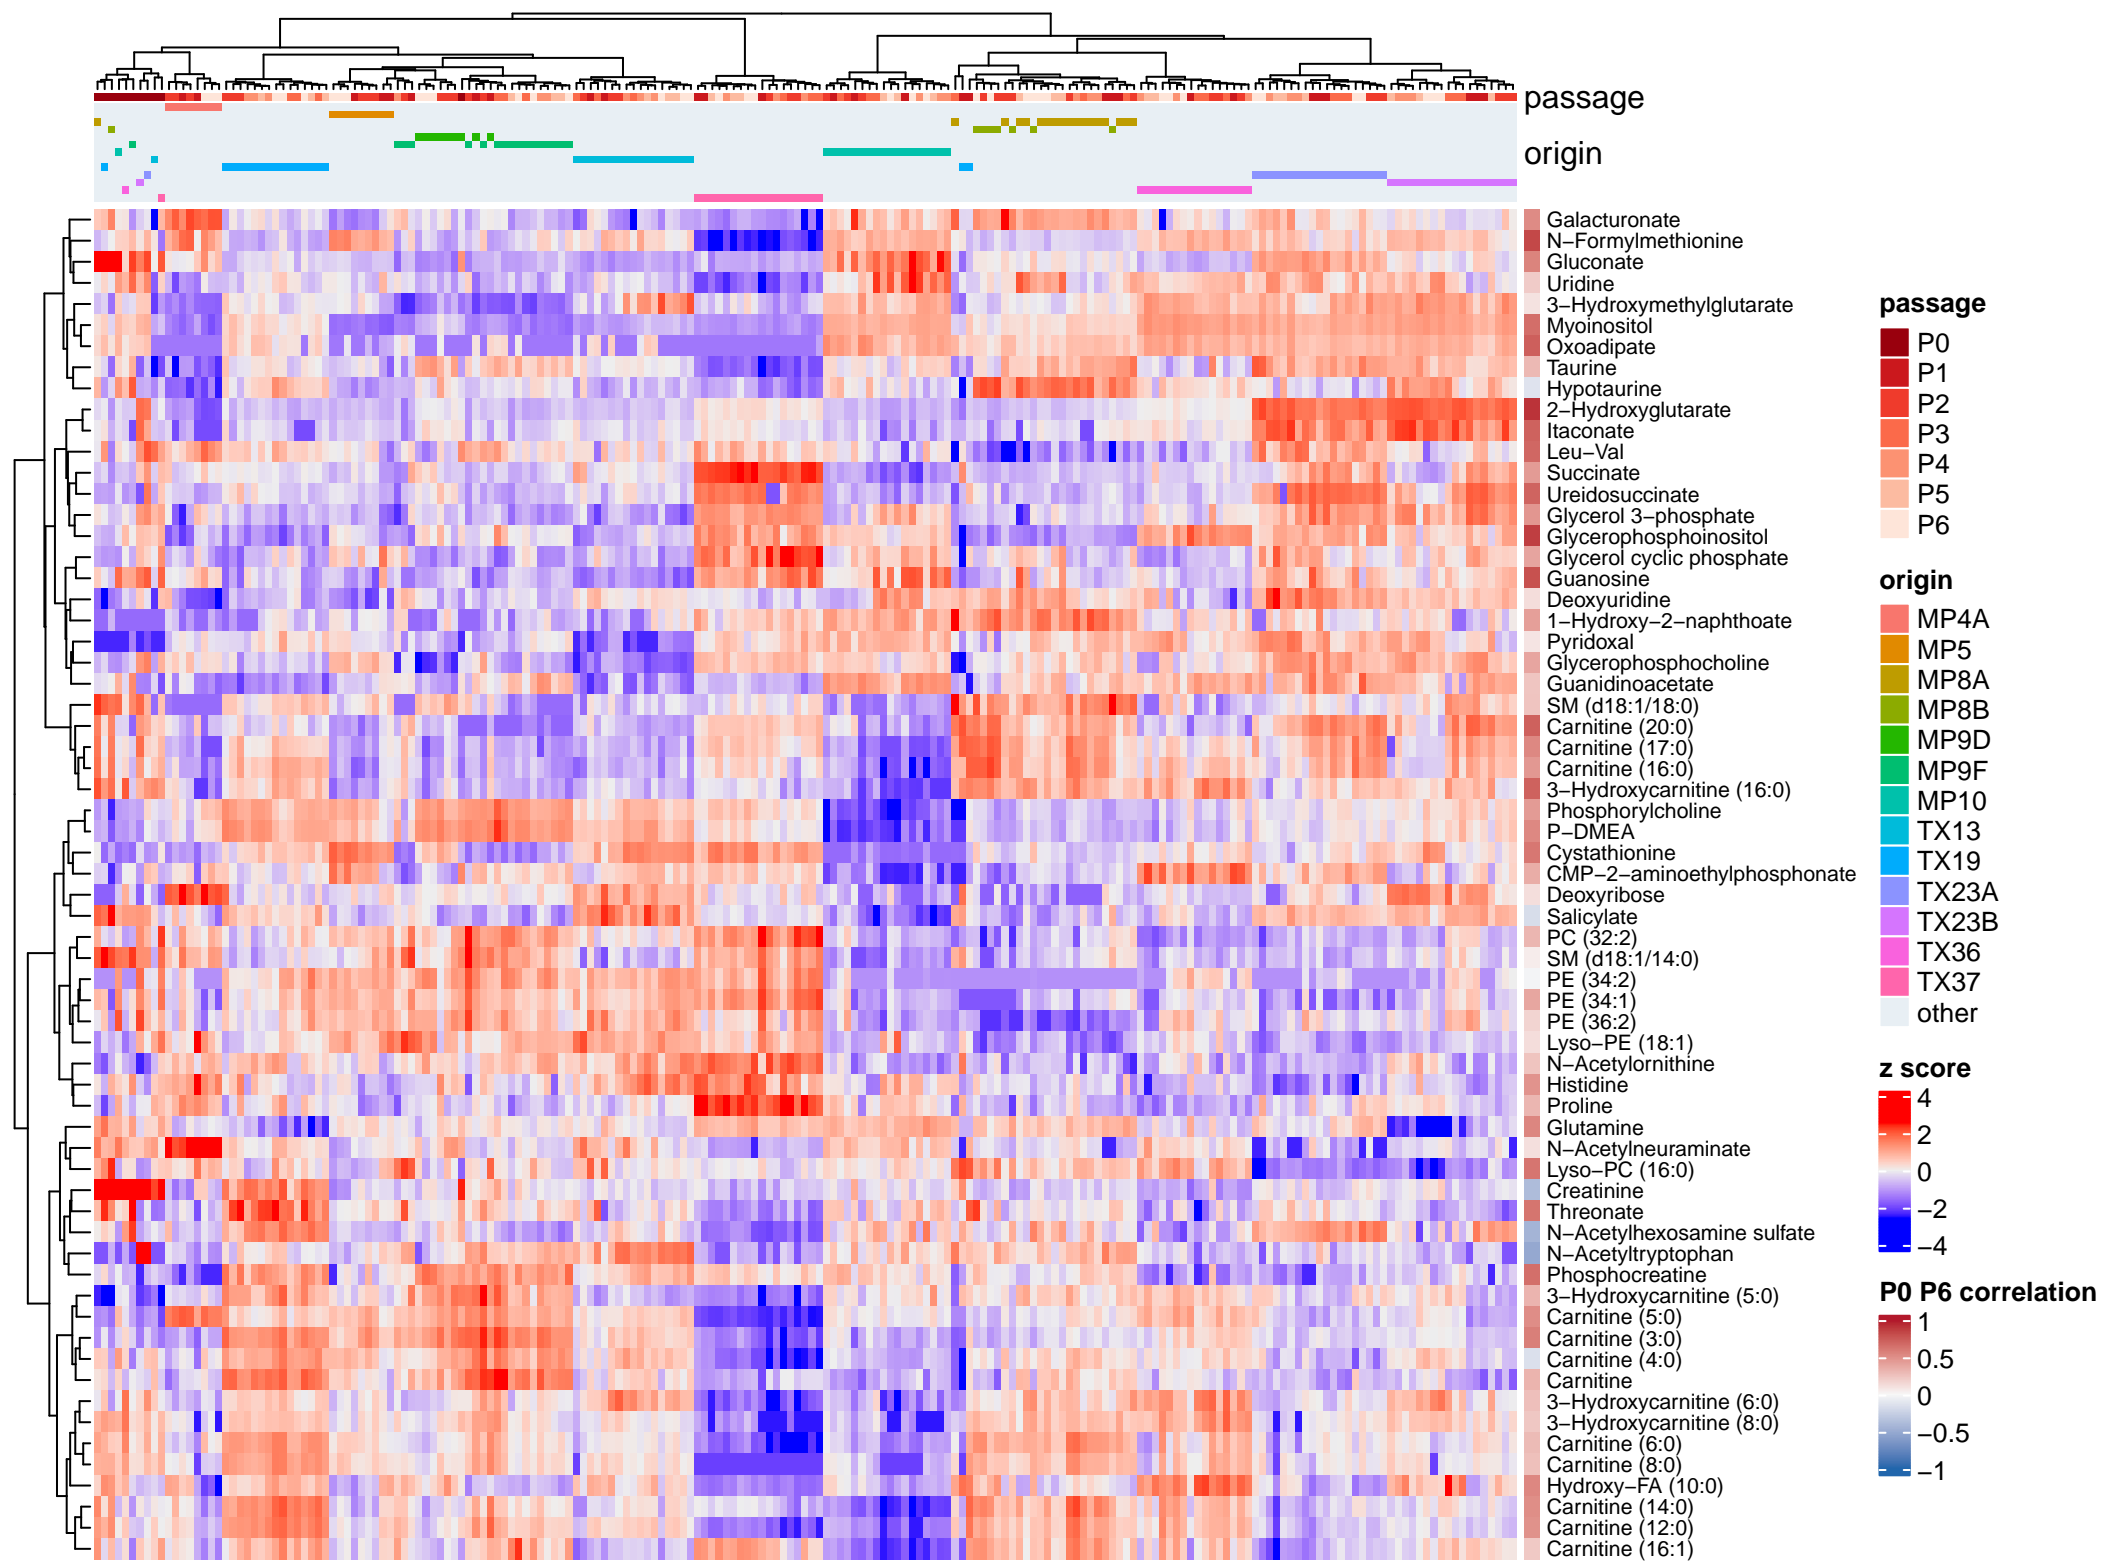 passage
origin
Galacturonate
N−Formylmethionine
Gluconate
Uridine
3−Hydroxymethylglutarate
Myoinositol
Oxoadipate
Taurine
Hypotaurine
2−Hydroxyglutarate
Itaconate
Leu−Val
Succinate
Ureidosuccinate
Glycerol 3−phosphate
Glycerophosphoinositol
Glycerol cyclic phosphate
Guanosine
Deoxyuridine
1−Hydroxy−2−naphthoate
Pyridoxal
Glycerophosphocholine
Guanidinoacetate
SM (d18:1/18:0)
Carnitine (20:0)
Carnitine (17:0)
Carnitine (16:0)
3−Hydroxycarnitine (16:0)
Phosphorylcholine
P−DMEA
Cystathionine
CMP−2−aminoethylphosphonate
Deoxyribose
Salicylate
PC (32:2)
SM (d18:1/14:0)
PE (34:2)
PE (34:1)
PE (36:2)
Lyso−PE (18:1)
N−Acetylornithine
Histidine
Proline
Glutamine
N−Acetylneuraminate
Lyso−PC (16:0)
Creatinine
Threonate
N−Acetylhexosamine sulfate
N−Acetyltryptophan
Phosphocreatine
3−Hydroxycarnitine (5:0)
Carnitine (5:0)
Carnitine (3:0)
Carnitine (4:0)
Carnitine
3−Hydroxycarnitine (6:0)
3−Hydroxycarnitine (8:0)
Carnitine (6:0)
Carnitine (8:0)
Hydroxy−FA (10:0)
Carnitine (14:0)
Carnitine (12:0)
Carnitine (16:1)
passage
P0
P1
P2
P3
P4
P5
P6
origin
MP4A
MP5
MP8A
MP8B
MP9D
MP9F
MP10
TX13
TX19
TX23A
TX23B
TX36
TX37
other
z score
4
2
0
−2
−4
P0 P6 correlation
1
0.5
0
−0.5
−1